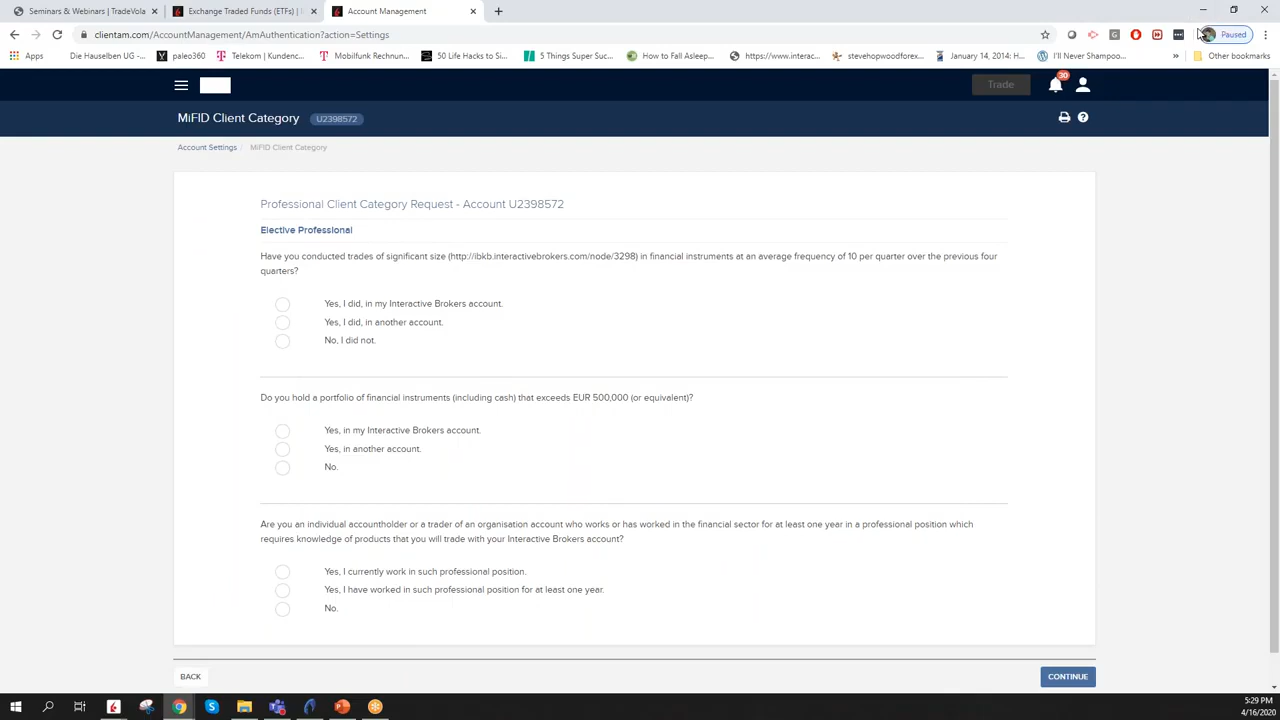 Seminars & Webinars | TradeVola
Exchange Traded Funds (ETFs) |
Account Management
clientam.com/AccountManagement/AmAuthentication?action=Settings
Paused
Apps
Die Hauselben UG -
paleo360
Telekom | Kundenc...
Mobilfunk Rechnun...
50 Life Hacks to Si...
5 Things Super Suc...
How to Fall Asleep...
https://www.interac...
stevehopwoodforex...
January 14, 2014: H...
I'll Never Shampoo...
»
Other bookmarks
Trade
30
MiFID Client Category
U2398572
Account Settings / MiFID Client Category
Professional Client Category Request - Account U2398572
Elective Professional
Have you conducted trades of significant size (http://ibkb.interactivebrokers.com/node/3298) in financial instruments at an average frequency of 10 per quarter over the previous four
quarters?
Yes, I did, in my Interactive Brokers account.
Yes, I did, in another account.
No, I did not.
Do you hold a portfolio of financial instruments (including cash) that exceeds EUR 500,000 (or equivalent)?
Yes, in my Interactive Brokers account.
Yes, in another account.
No.
Are you an individual accountholder or a trader of an organisation account who works or has worked in the financial sector for at least one year in a professional position which
requires knowledge of products that you will trade with your Interactive Brokers account?
Yes, I currently work in such professional position.
Yes, I have worked in such professional position for at least one year.
No.
BACK
CONTINUE
5:29 PM
4/16/2020